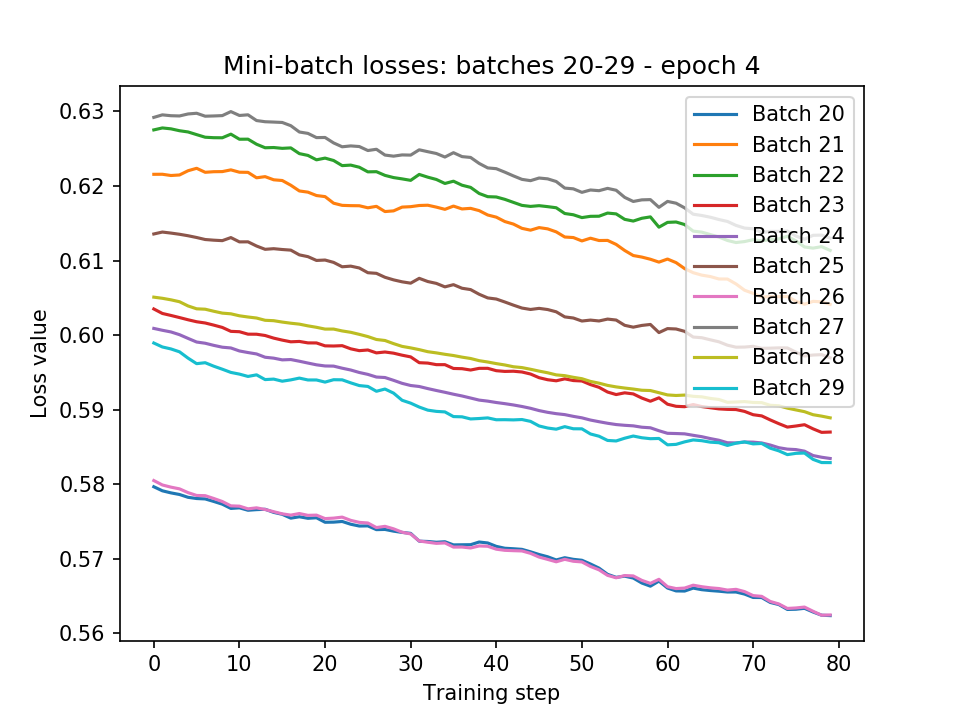 Mini-batch losses: batches 20-29 - epoch 4
0.63
0.62
0.61
0.60
0.59
0.58
0.57
0.56
Loss value
Batch 20
Batch 21
Batch 22
Batch 23
Batch 24
Batch 25
Batch 26
Batch 27
Batch 28
Batch 29
0 10 20 30 40 50 60 70 80
Training step